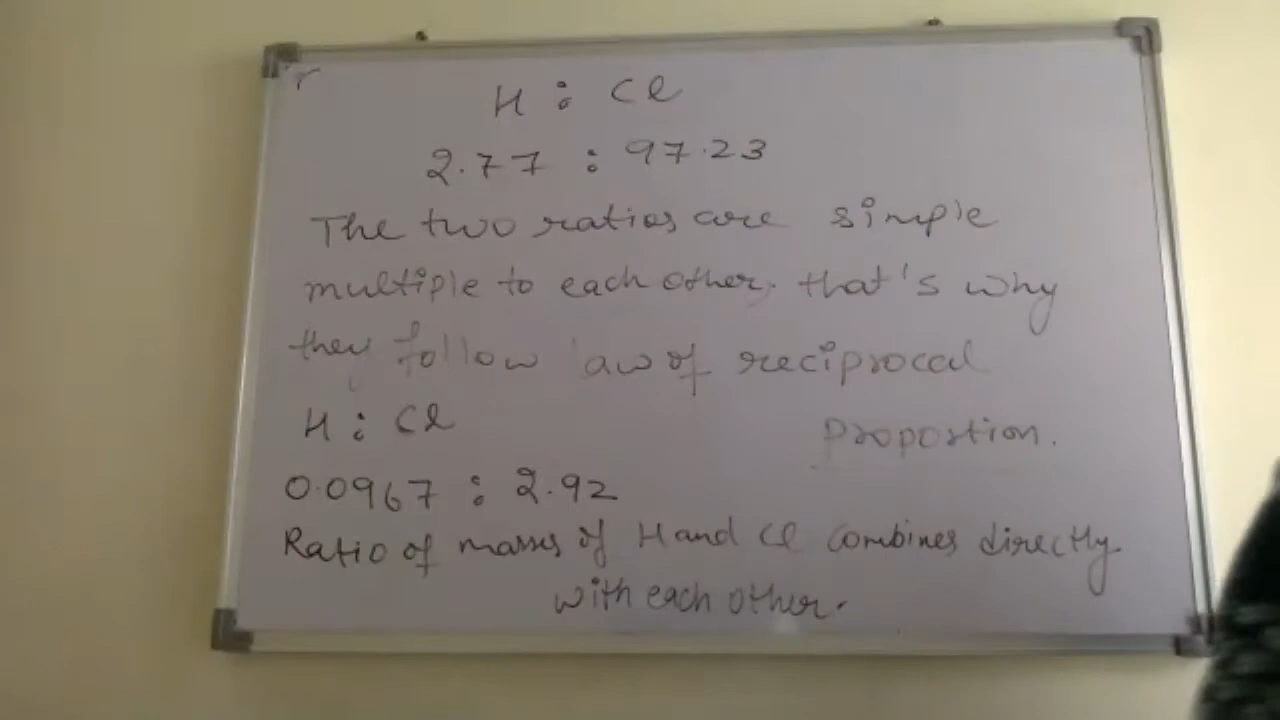 H : Cl
2.77 : 97.23
The two ratios are simple
multiple to each other, that's why
they follow law of reciprocal
proportion.
H : Cl
0.0967 : 2.92
Ratio of masses of H and Cl combines directly
with each other.